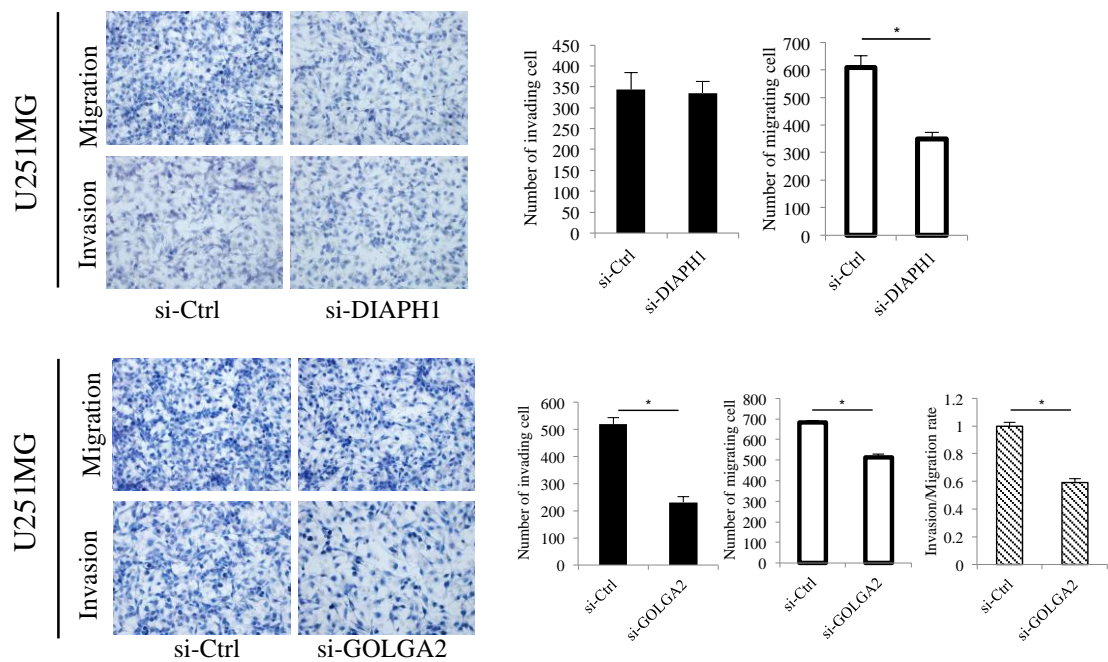 U251MG
Migration
Invasion
si-Ctrl
si-DIAPH1
Number of invading cell
450
400
350
300
250
200
150
100
50
0
si-Ctrl
si-DIAPH1
Number of migrating cell
700
600
500
400
300
200
100
0
*
si-Ctrl
si-DIAPH1
U251MG
Migration
Invasion
si-Ctrl
si-GOLGA2
Number of invading cell
600
500
400
300
200
100
0
*
si-Ctrl
si-GOLGA2
Number of migrating cell
800
700
600
500
400
300
200
100
0
*
si-Ctrl
si-GOLGA2
Invasion/Migration rate
1.2
1
0.8
0.6
0.4
0.2
0
*
si-Ctrl
si-GOLGA2